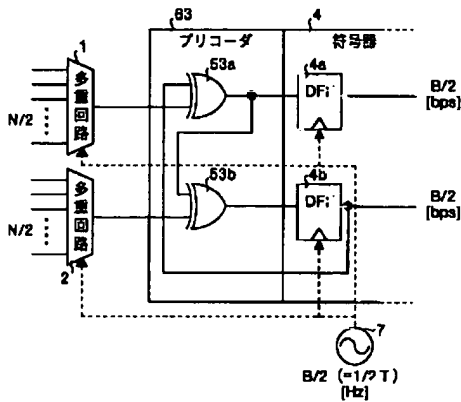 63
4
プリコーダ
符号器
1
53a
4a
多重回路
DFi
N/2
B/2
[bps]
53b
4b
多重回路
DFi
N/2
B/2
[bps]
2
7
B/2 (=1/2T)
[Hz]